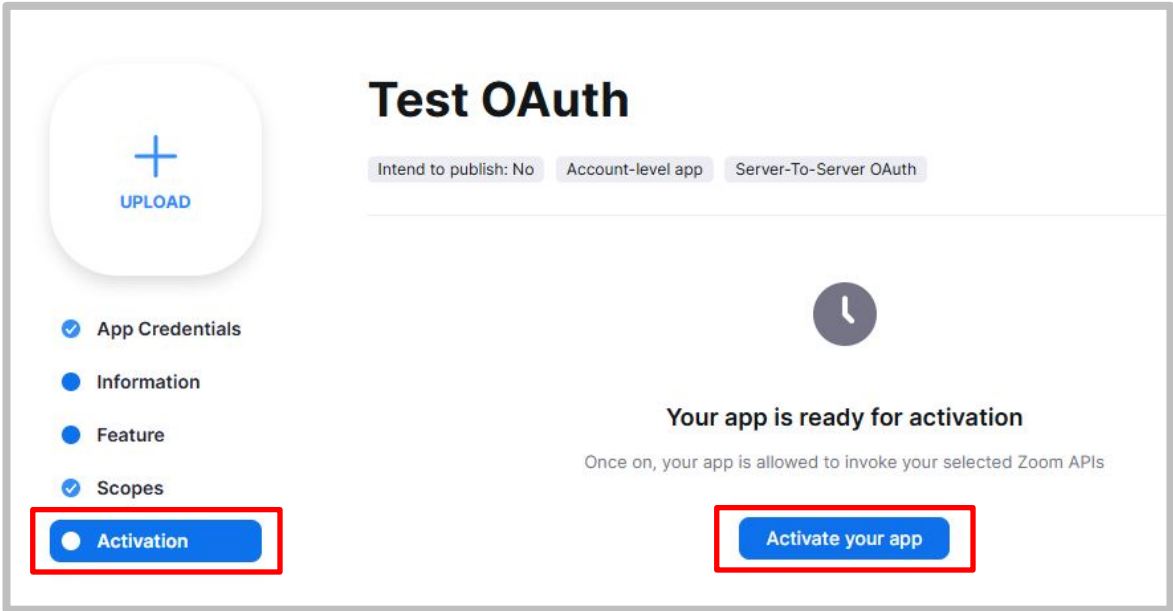 Test OAuth
Intend to publish: No Account-level app Server-To-Server OAuth
UPLOAD
App Credentials
Information
Feature
Scopes
Activation
Your app is ready for activation
Once on, your app is allowed to invoke your selected Zoom APIs
Activate your app